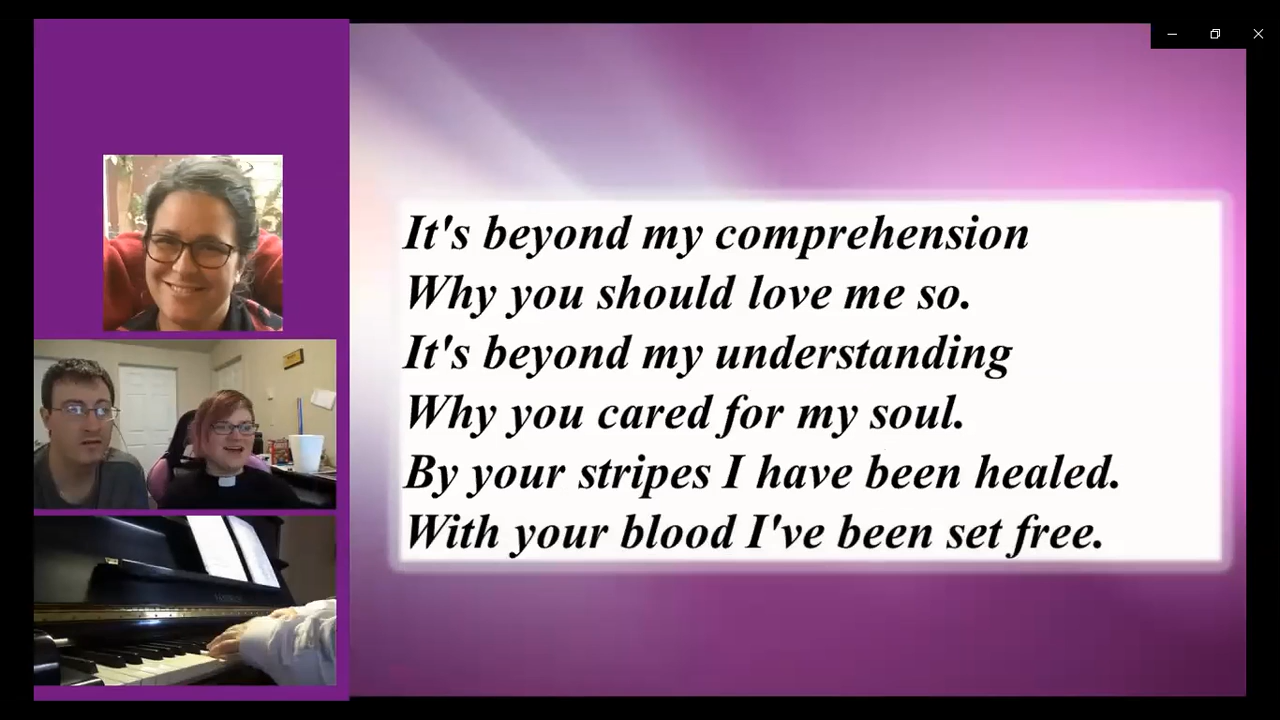 It's beyond my comprehension
Why you should love me so.
It's beyond my understanding
Why you cared for my soul.
By your stripes I have been healed.
With your blood I've been set free.